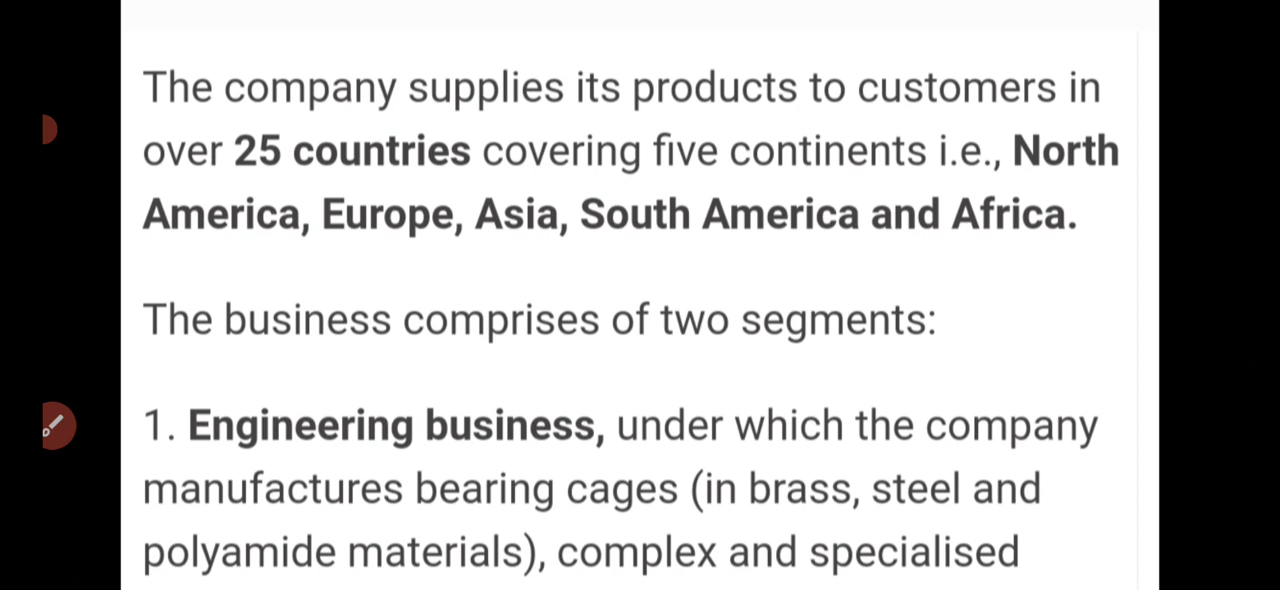 The company supplies its products to customers in
over 25 countries covering five continents i.e., North
America, Europe, Asia, South America and Africa.
The business comprises of two segments:
1. Engineering business, under which the company
manufactures bearing cages (in brass, steel and
polyamide materials), complex and specialised